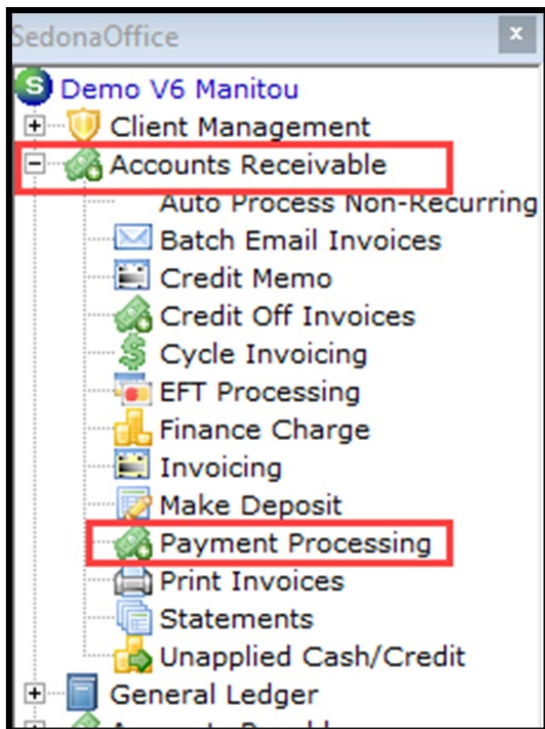 SedonaOffice
Demo V6 Manitou
Client Management
Accounts Receivable
Auto Process Non-Recurring
Batch Email Invoices
Credit Memo
Credit Off Invoices
Cycle Invoicing
EFT Processing
Finance Charge
Invoicing
Make Deposit
Payment Processing
Print Invoices
Statements
Unapplied Cash/Credit
General Ledger